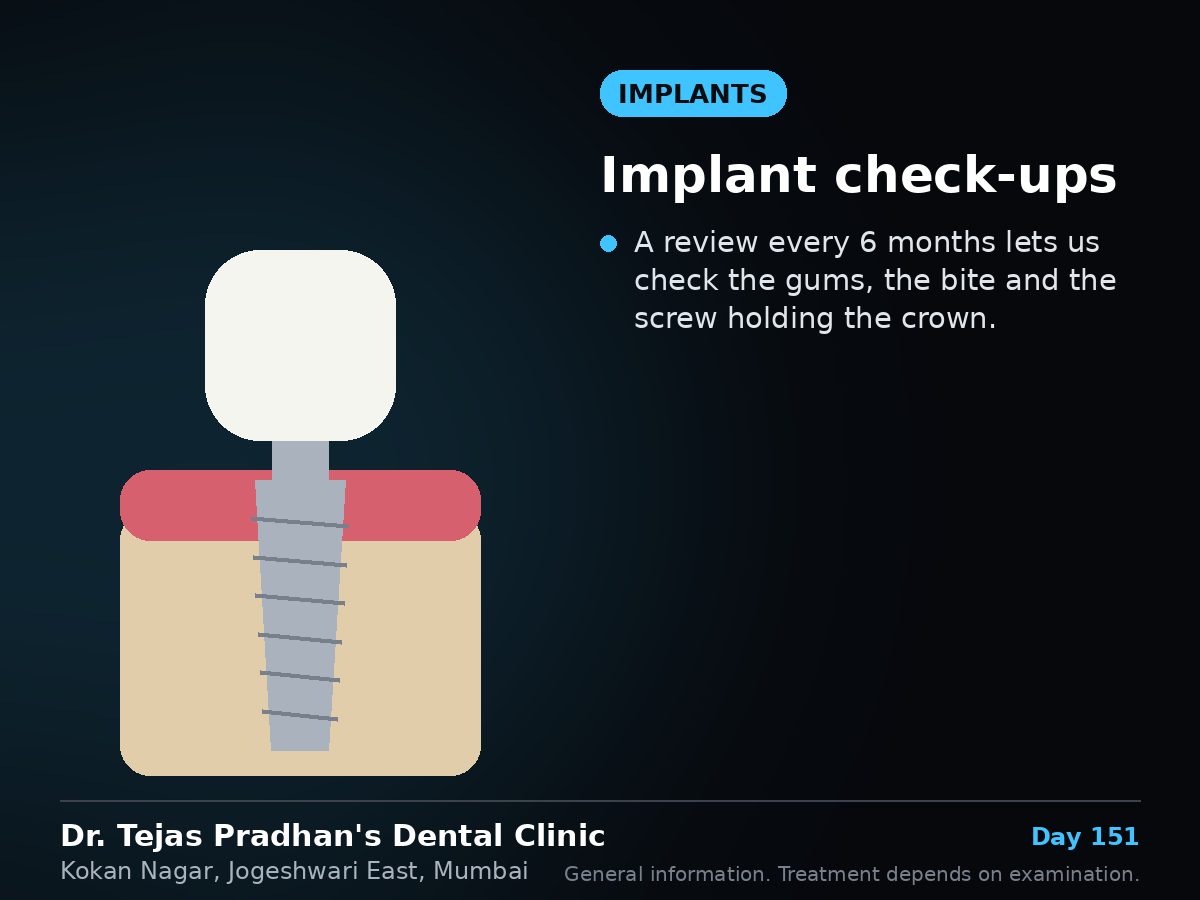 IMPLANTS
Implant check-ups
A review every 6 months lets us
check the gums, the bite and the
screw holding the crown.
Dr. Tejas Pradhan's Dental Clinic
Day 151
Kokan Nagar, Jogeshwari East, Mumbai
General information. Treatment depends on examination.